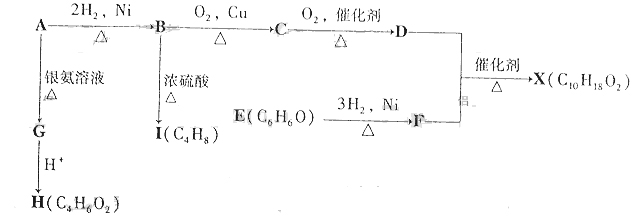 A 2H₂, Ni △ B O₂, Cu △ C O₂, 催化剂 △ D
银氨溶液 △
浓硫酸 △
催化剂 △ X(C₁₀H₁₈O₂)
G
I(C₄H₈)
E(C₆H₆O) 3H₂, Ni △ F
H⁺
H(C₄H₆O₂)